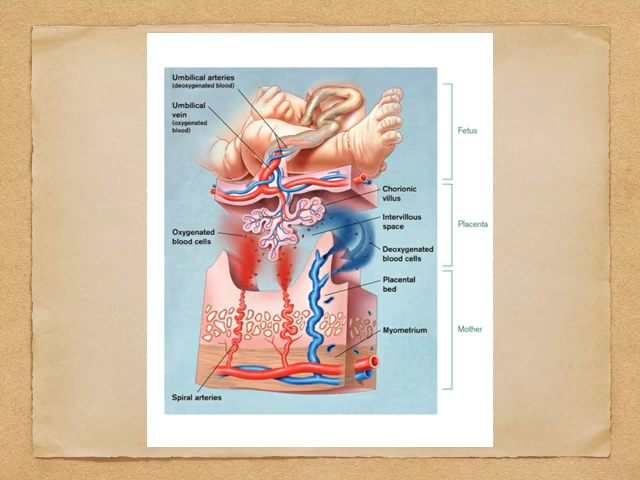 Umbilical arteries
(deoxygenated blood)
Umbilical
vein
(oxygenated
blood)
Fetus
Chorionic
villus
Intervillous
space
Placenta
Oxygenated
blood cells
Deoxygenated
blood cells
Placental
bed
Myometrium
Mother
Spiral arteries